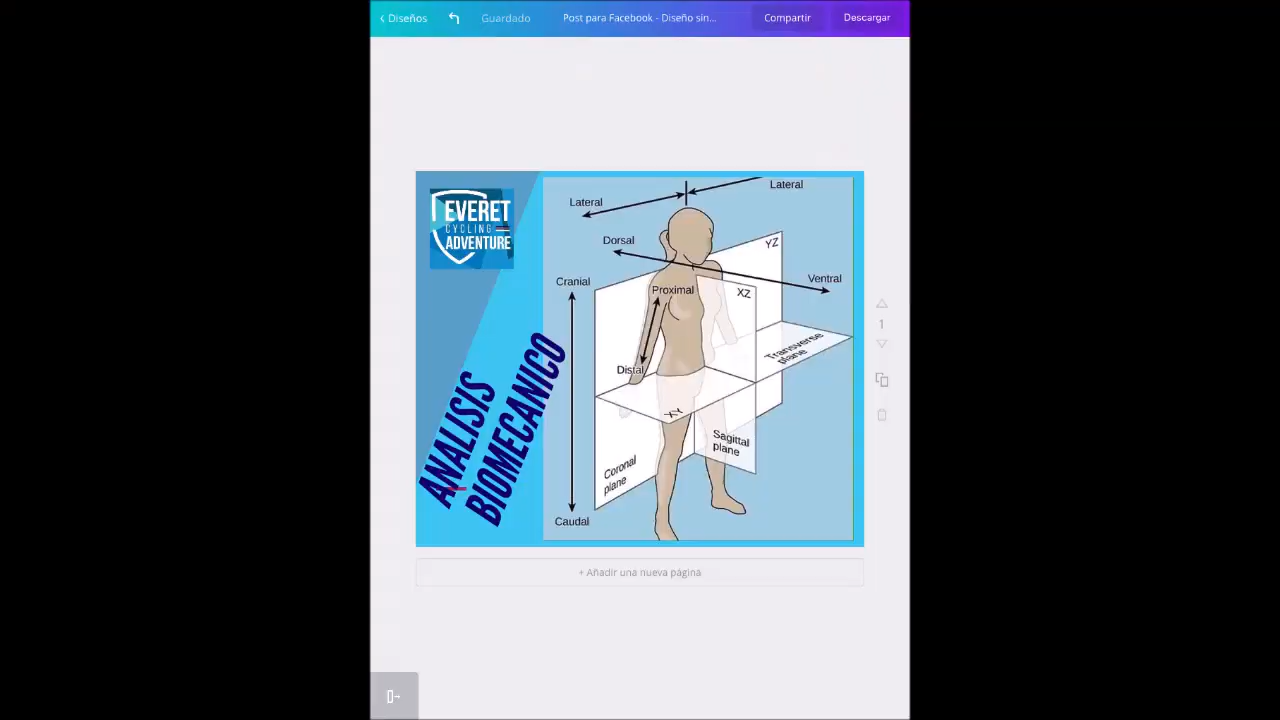 Diseños
Guardado
Post para Facebook - Diseño sin...
Compartir
Descargar
EVERET
CYCLING
ADVENTURE
ANALISIS
BIOMECANICO
Lateral
Lateral
Dorsal
YZ
Ventral
Cranial
Proximal
XZ
Transverse
plane
Distal
XY
Sagittal
plane
Coronal
plane
Caudal
1
+ Añadir una nueva página